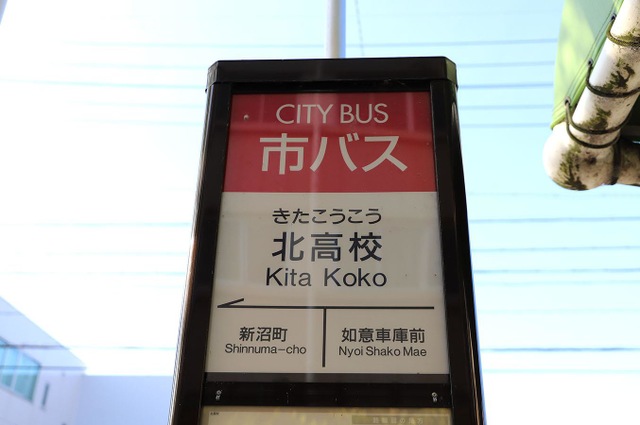 CITY BUS
市バス
きたこうこう
北高校
Kita Koko
新沼町 如意車庫前
Shinnuma-cho Nyoi Shako Mae